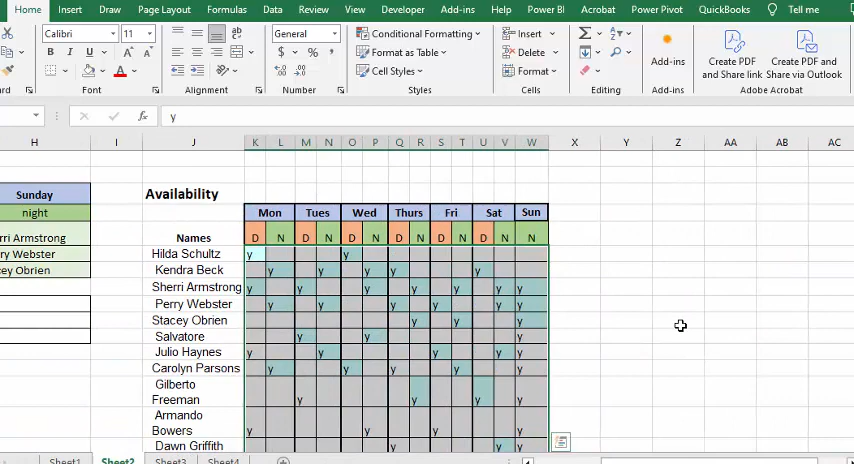 Home Insert Draw Page Layout Formulas Data Review View Developer Add-ins Help Power BI Acrobat Power Pivot QuickBooks Tell me
Calibri 11 A A ab General Conditional Formatting Insert Σ
B I U A $ % , Format as Table Delete Add-ins Create PDF and Share link Create PDF and Share via Outlook
Cell Styles Format
Font Alignment Number Styles Cells Add-ins Adobe Acrobat
fx y
H I J K L M N O P Q R S T U V W X Y Z AA AB AC
Sunday Availability
night Mon Tues Wed Thurs Fri Sat Sun
rri Armstrong Names D N D N D N D N D N D N N
ry Webster Hilda Schultz y y
cey Obrien Kendra Beck y y y y y
Sherri Armstrong y y y y y y y
Perry Webster y y y y y y y
Stacey Obrien y y
Salvatore y y y
Julio Haynes y y y y y
Carolyn Parsons y y y y y
Gilberto
Freeman y y y y
Armando
Bowers y y y y
Dawn Griffith y y y
Sheet1 Sheet2 Sheet3 Sheet4